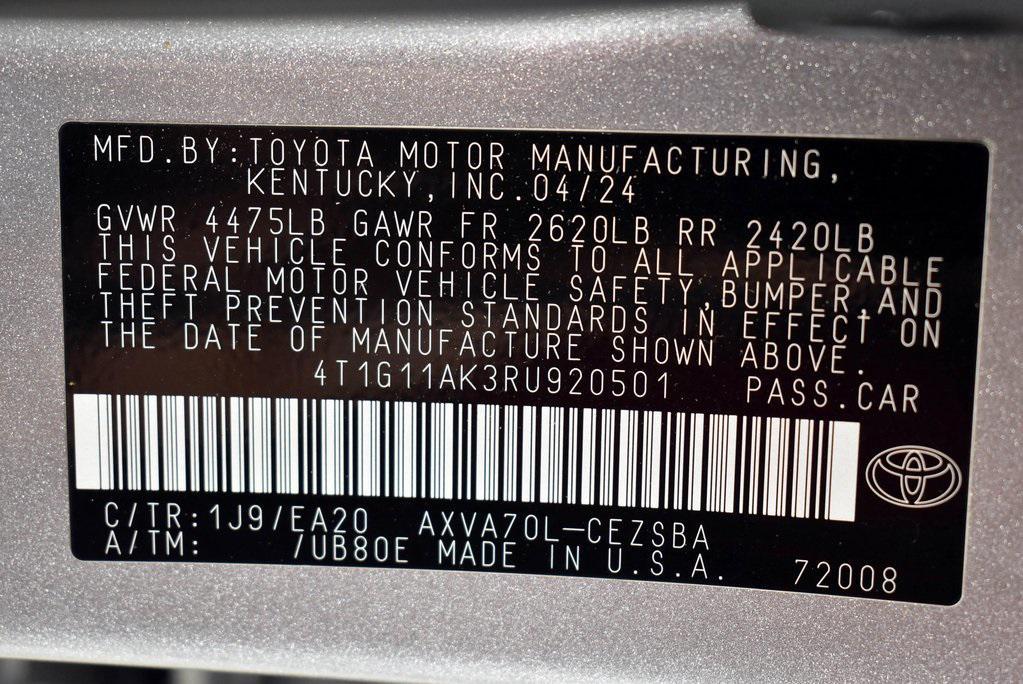 MFD.BY:TOYOTA MOTOR MANUFACTURING,
KENTUCKY,INC.04/24
GVWR 4475LB GAWR FR 2620LB RR 2420LB
THIS VEHICLE CONFORMS TO ALL APPLICABLE
FEDERAL MOTOR VEHICLE SAFETY,BUMPER,AND
THEFT PREVENTION STANDARDS IN EFFECT ON
THE DATE OF MANUFACTURE SHOWN ABOVE.
4T1G11AK3RU920501 PASS.CAR
C/TR:1J9/EA20 AXVA70L-CEZSBA
A/TM: /UB80E MADE IN U.S.A. 72008